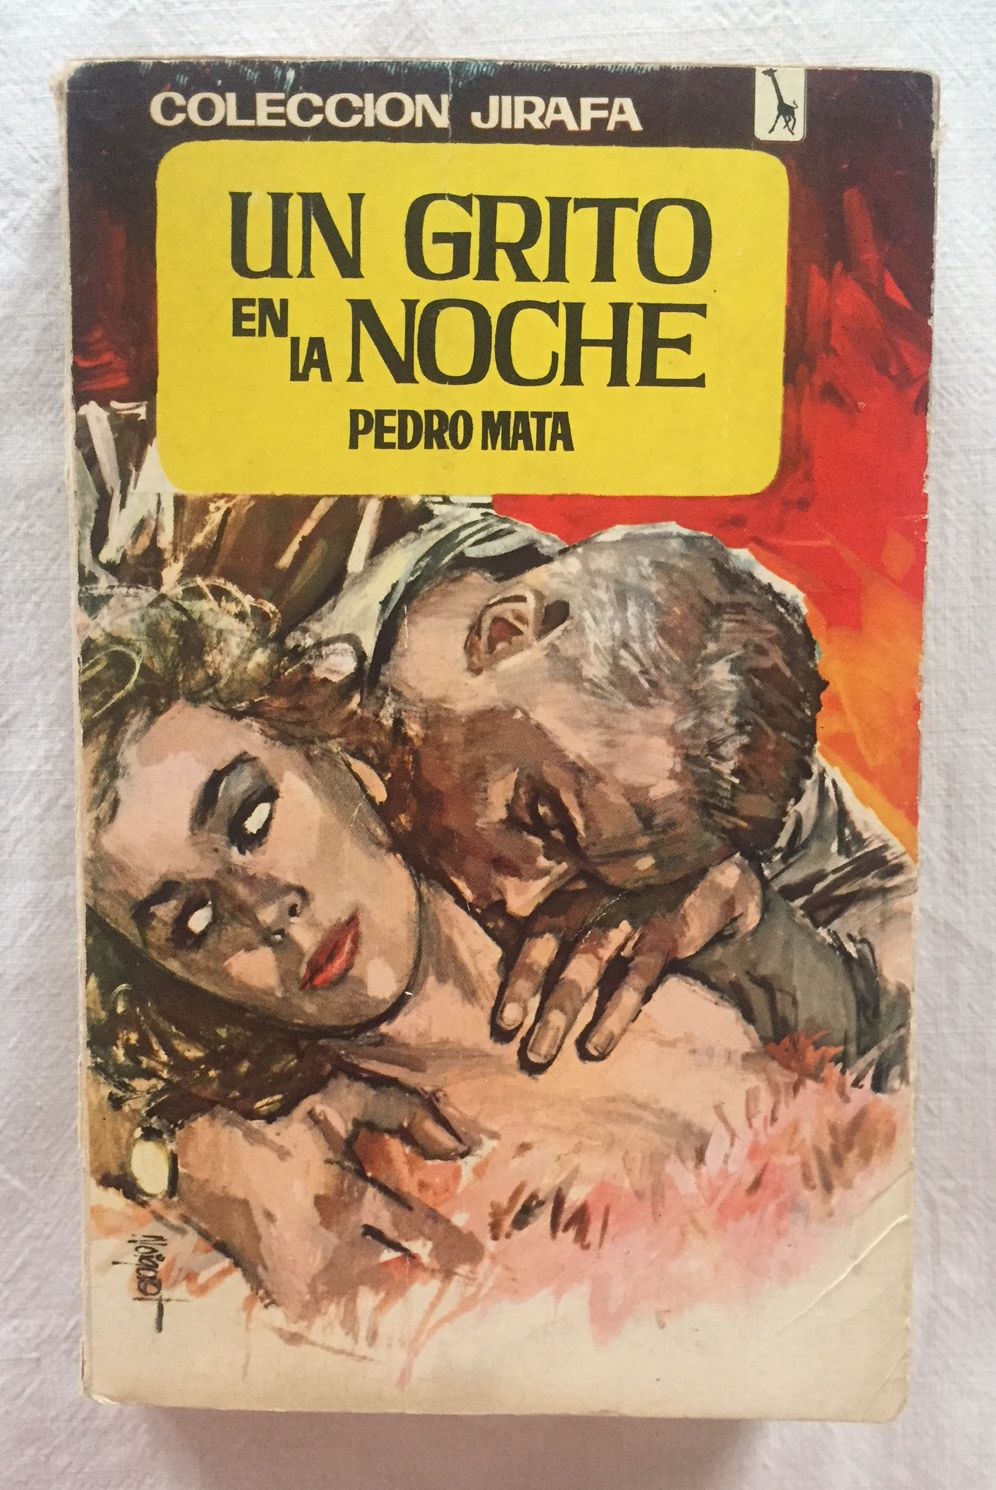 COLECCION JIRAFA
UN GRITO
EN LA NOCHE
PEDRO MATA